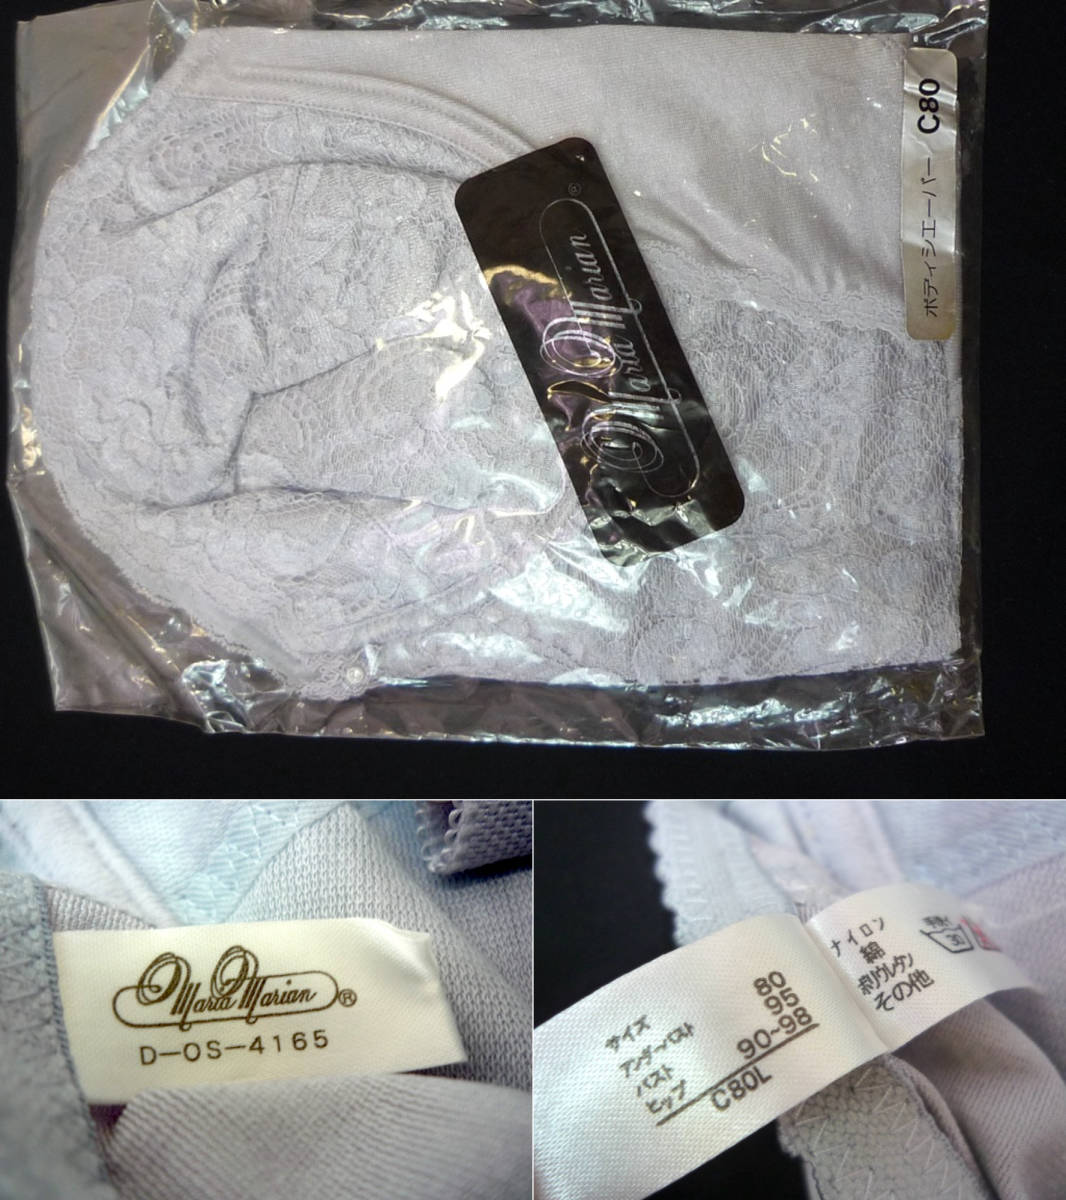 ボディシェーバー C80
Maria Marian ®
Maria Marian ®
D-OS-4165
サイズ
アンダーバスト 80
バスト 95
ヒップ 90~98
C80L
ナイロン
綿
ポリウレタン
その他
30